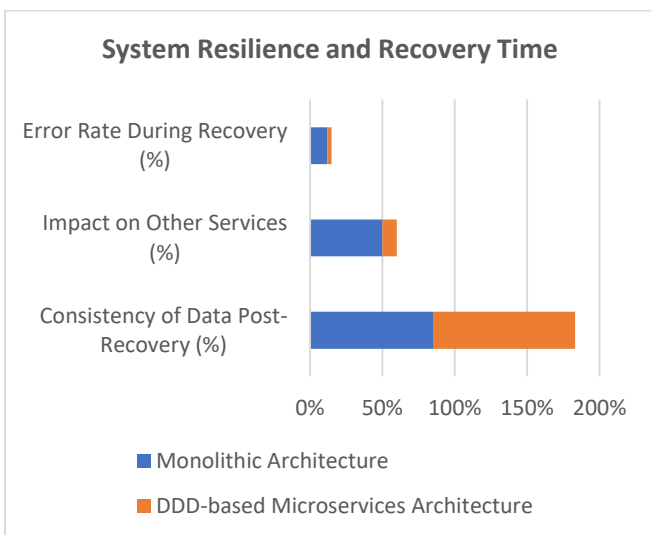 System Resilience and Recovery Time
Error Rate During Recovery
(%)
Impact on Other Services
(%)
Consistency of Data Post-
Recovery (%)
0% 50% 100% 150% 200%
Monolithic Architecture
DDD-based Microservices Architecture